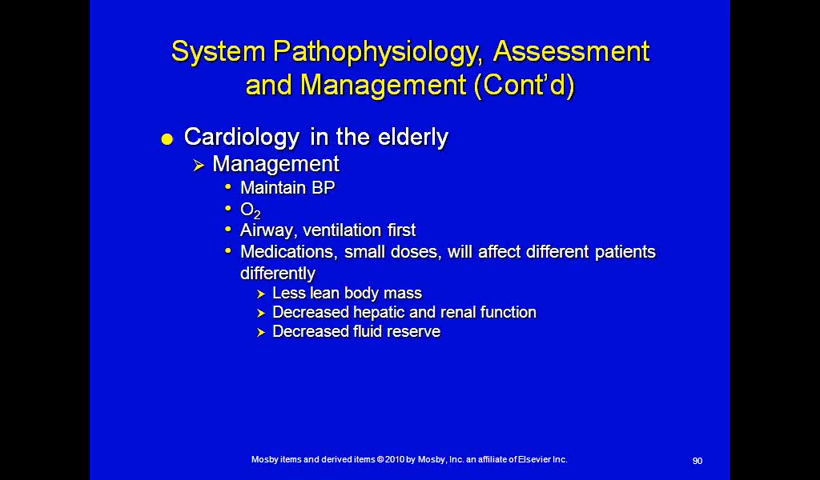 System Pathophysiology, Assessment
and Management (Cont'd)
Cardiology in the elderly
Management
Maintain BP
O2
Airway, ventilation first
Medications, small doses, will affect different patients
differently
Less lean body mass
Decreased hepatic and renal function
Decreased fluid reserve
Mosby items and derived items © 2010 by Mosby, Inc. an affiliate of Elsevier Inc.
90